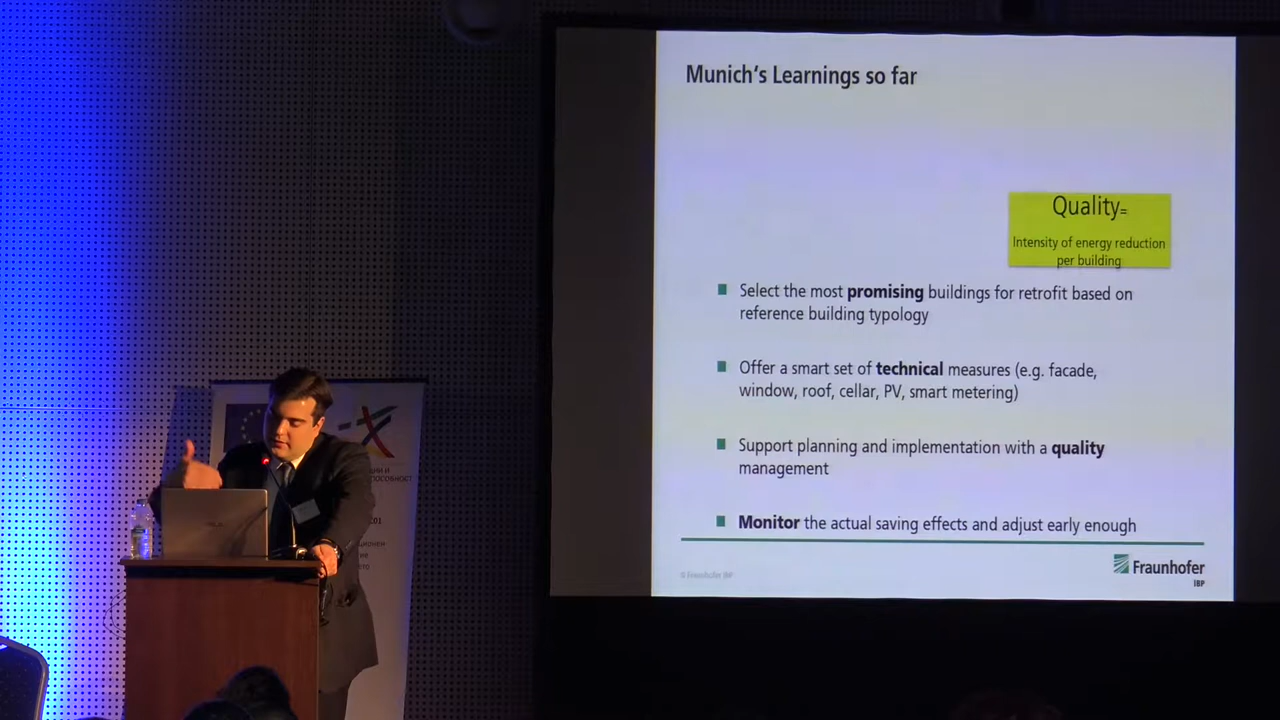 Munich's Learnings so far
Quality=
Intensity of energy reduction
per building
Select the most promising buildings for retrofit based on
reference building typology
Offer a smart set of technical measures (e.g. facade,
window, roof, cellar, PV, smart metering)
Support planning and implementation with a quality
management
Monitor the actual saving effects and adjust early enough
© Fraunhofer IBP
Fraunhofer
IBP